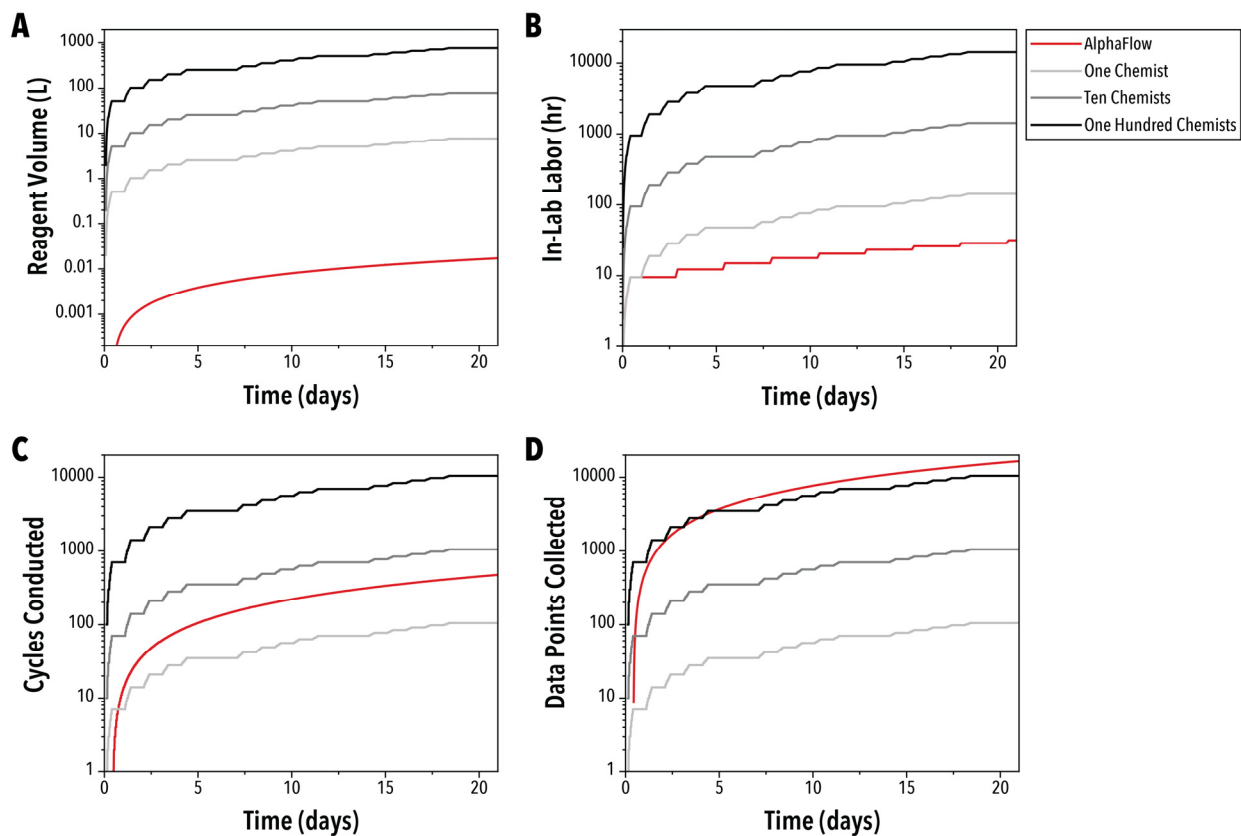 A
Reagent Volume (L)
1000
100
10
1
0.1
0.01
0.001
0 5 10 15 20
Time (days)
B
In-Lab Labor (hr)
10000
1000
100
10
1
0 5 10 15 20
Time (days)
AlphaFlow
One Chemist
Ten Chemists
One Hundred Chemists
C
Cycles Conducted
10000
1000
100
10
1
0 5 10 15 20
Time (days)
D
Data Points Collected
10000
1000
100
10
1
0 5 10 15 20
Time (days)